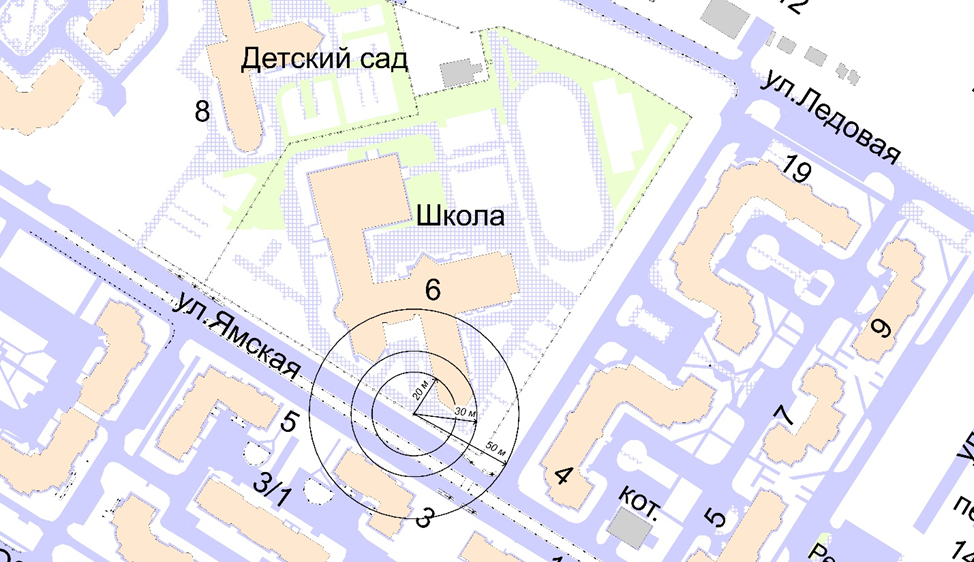 Детский сад
8
ул.Ледовая
19
Школа
6
9
ул.Ямская
20 м
30 м
50 м
5
7
4
3/1
3
кот.
5